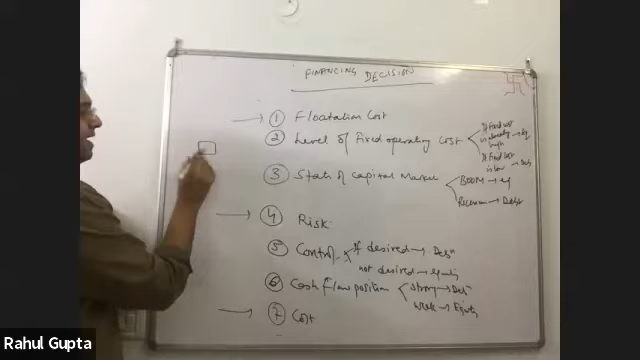 FINANCING DECISION
→ ① Floatation Cost
② Level of Fixed operating Cost
If Fixed cost is already high → Eq
If Fixed cost is low → Debt
③ State of Capital Market
BOOM → eq
Recession → Debt
→ ④ Risk
⑤ Control
If desired → Debt
not desired → equity
⑥ Cash flow position
strong → Debt
weak → Equity
→ ⑦ Cost
Rahul Gupta